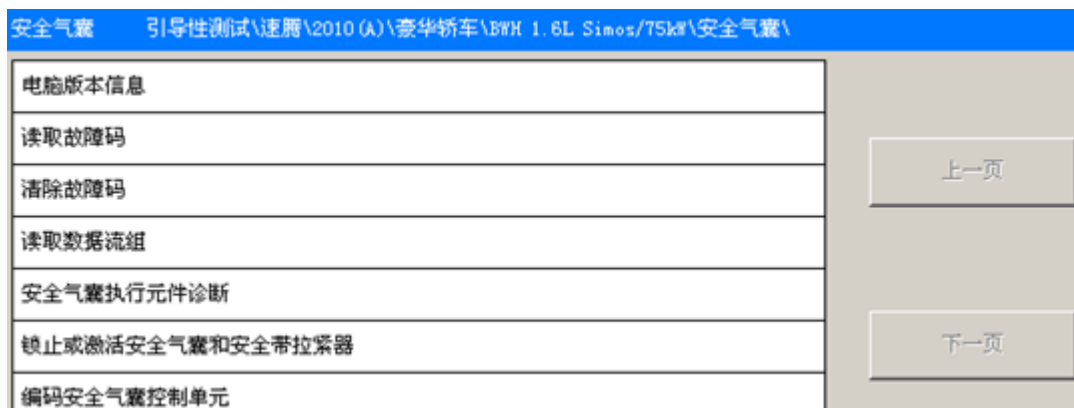 安全气囊 引导性测试\速腾\2010(A)\豪华轿车\BWH 1.6L Simos/75kW\安全气囊\
电脑版本信息
读取故障码
清除故障码
读取数据流组
安全气囊执行元件诊断
锁止或激活安全气囊和安全带拉紧器
编码安全气囊控制单元
上一页
下一页